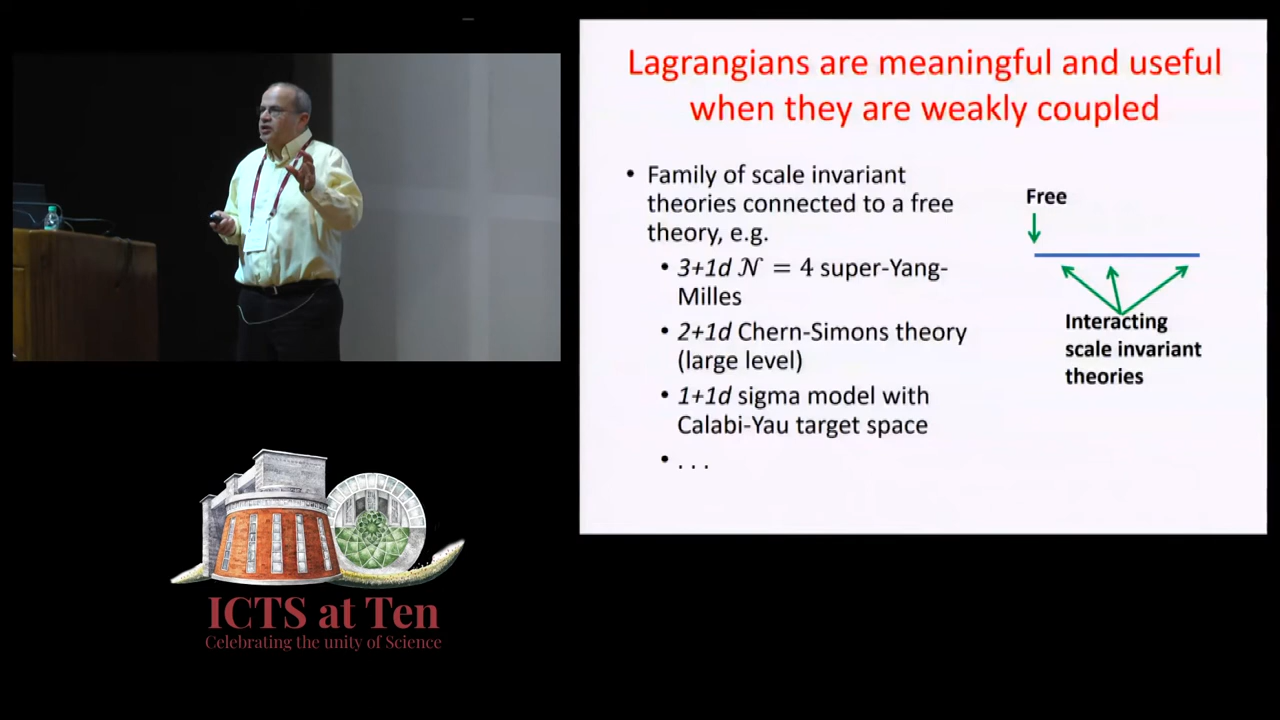 Lagrangians are meaningful and useful
when they are weakly coupled
• Family of scale invariant
theories connected to a free
theory, e.g.
• 3+1d 𝒩 = 4 super-Yang-
Milles
• 2+1d Chern-Simons theory
(large level)
• 1+1d sigma model with
Calabi-Yau target space
• . . .
Free
Interacting
scale invariant
theories
ICTS at Ten
Celebrating the unity of Science